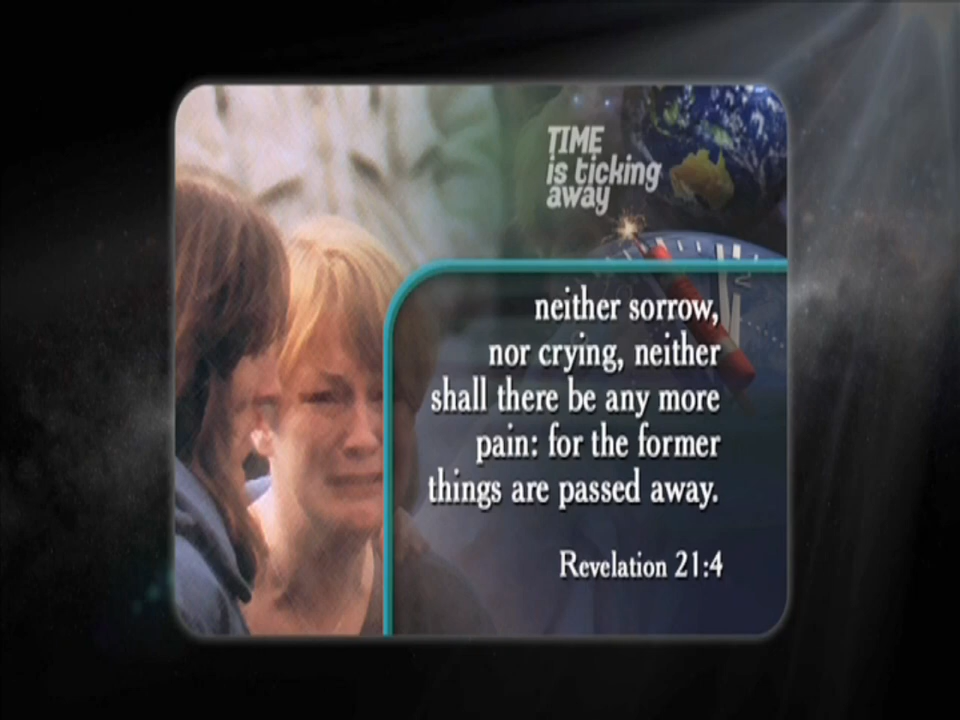 TIME
is ticking
away
neither sorrow,
nor crying, neither
shall there be any more
pain: for the former
things are passed away.
Revelation 21:4